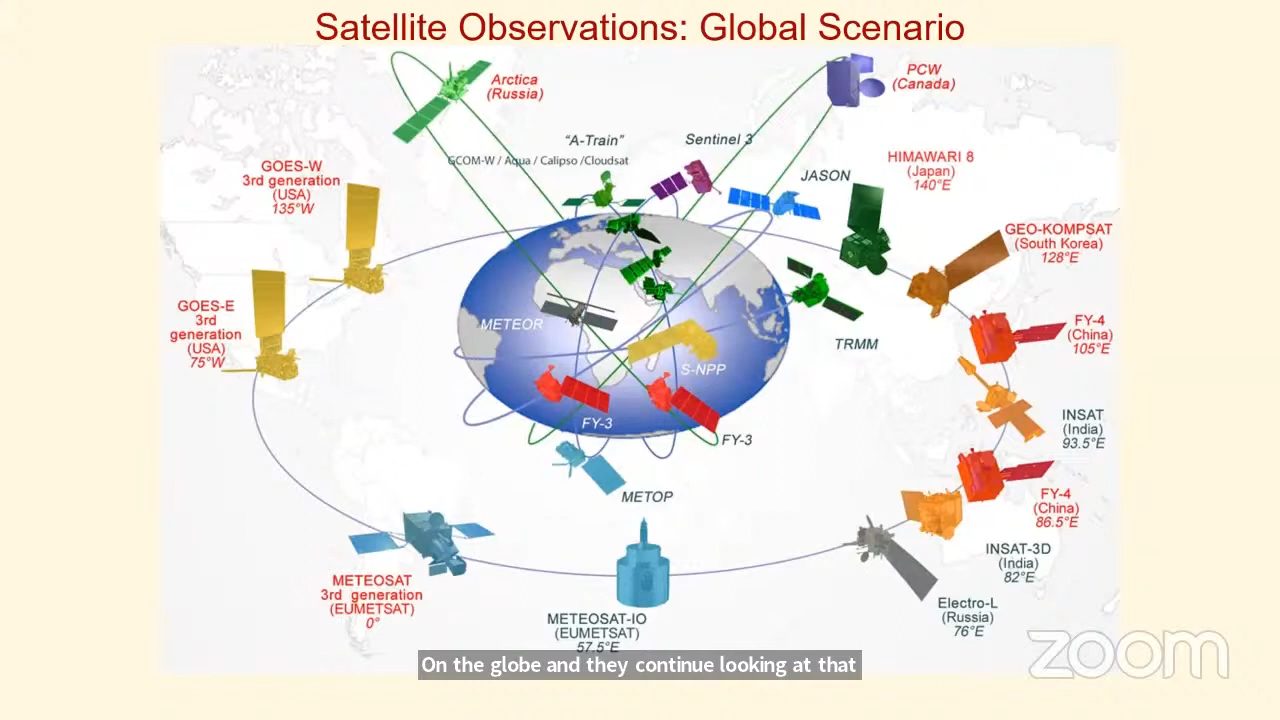 Satellite Observations: Global Scenario
Arctica
(Russia)
PCW
(Canada)
"A-Train"
GCOM-W / Aqua / Calipso /Cloudsat
Sentinel 3
JASON
HIMAWARI 8
(Japan)
140°E
GOES-W
3rd generation
(USA)
135°W
GEO-KOMPSAT
(South Korea)
128°E
GOES-E
3rd
generation
(USA)
75°W
METEOR
TRMM
FY-4
(China)
105°E
S-NPP
INSAT
(India)
93.5°E
FY-3
FY-3
METOP
FY-4
(China)
86.5°E
INSAT-3D
(India)
82°E
METEOSAT
3rd generation
(EUMETSAT)
0°
Electro-L
(Russia)
76°E
METEOSAT-IO
(EUMETSAT)
57.5°E
On the globe and they continue looking at that
zoom